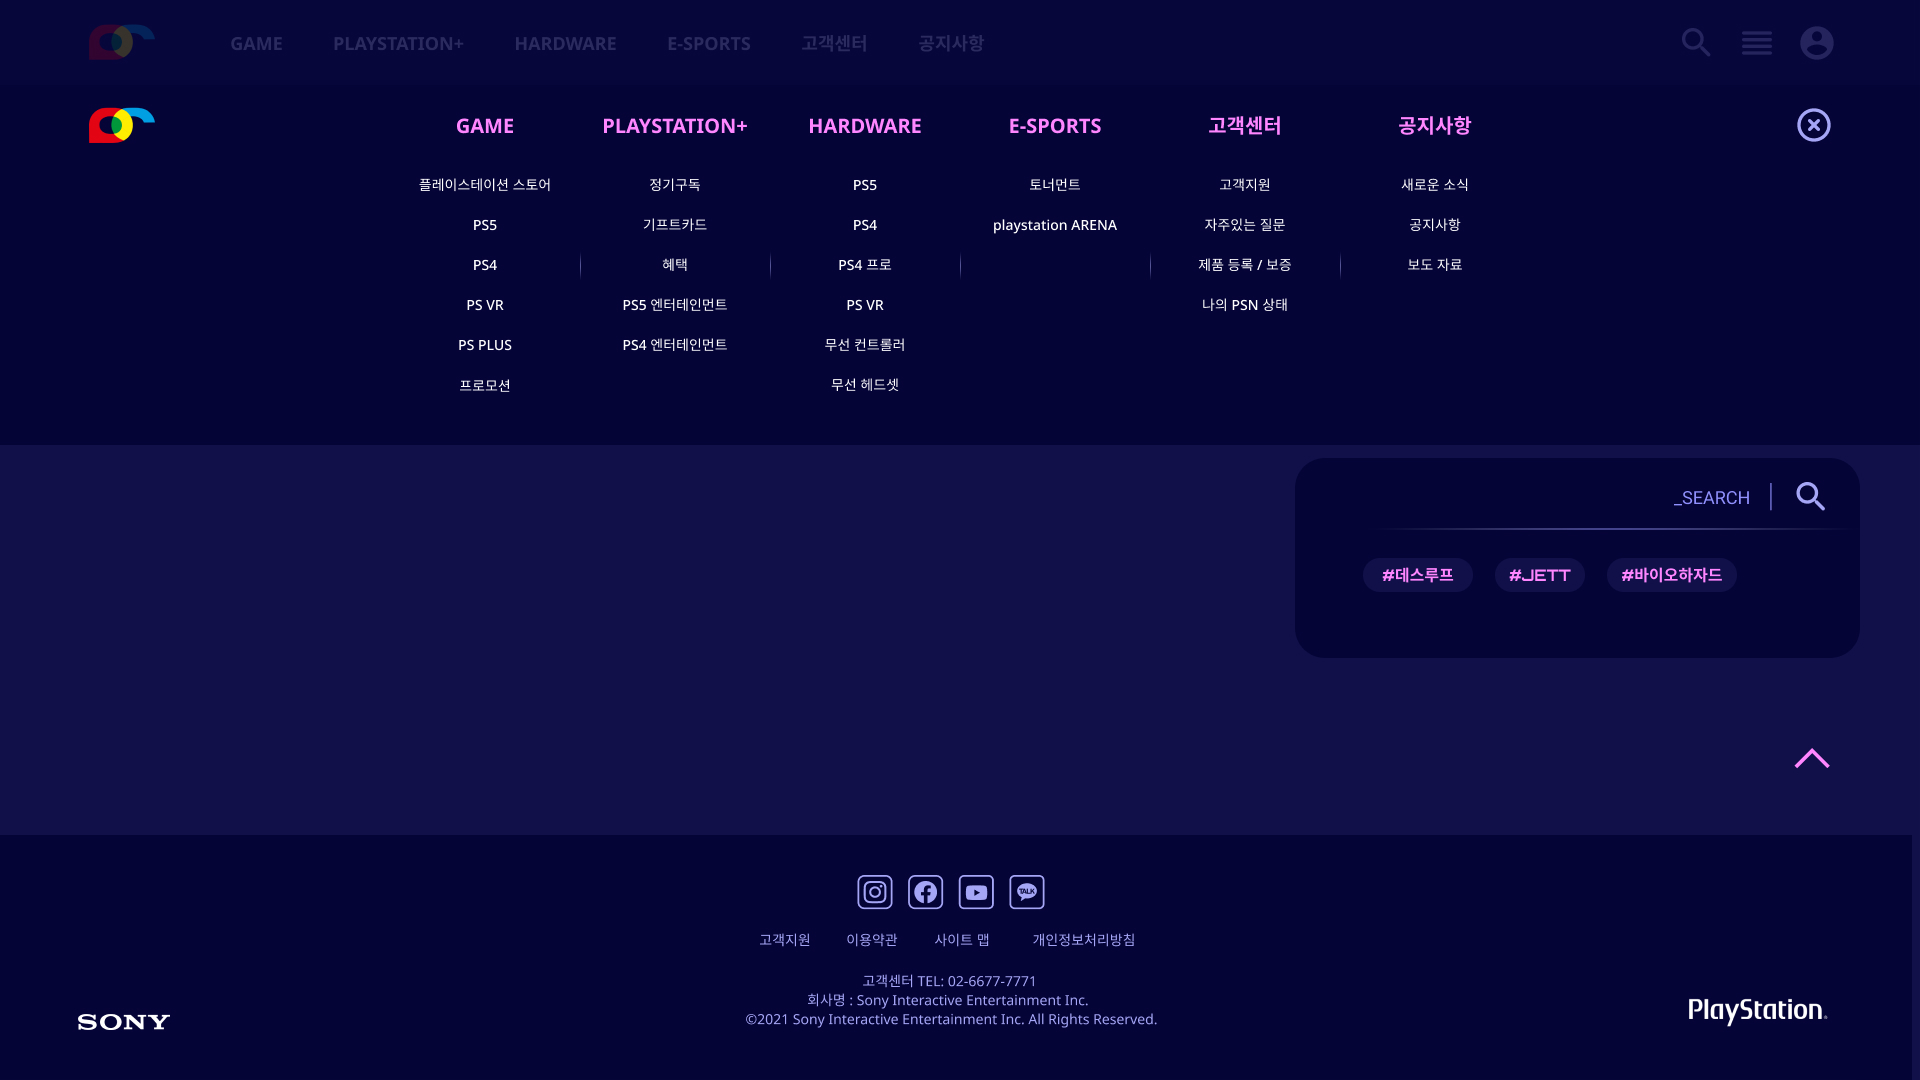 GAME PLAYSTATION+ HARDWARE E-SPORTS 고객센터 공지사항
GAME PLAYSTATION+ HARDWARE E-SPORTS 고객센터 공지사항
플레이스테이션 스토어 정기구독 PS5 토너먼트 고객지원 새로운 소식
PS5 기프트카드 PS4 playstation ARENA 자주있는 질문 공지사항
PS4 혜택 PS4 프로 제품 등록 / 보증 보도 자료
PS VR PS5 엔터테인먼트 PS VR 나의 PSN 상태
PS PLUS PS4 엔터테인먼트 무선 컨트롤러
프로모션 무선 헤드셋
_SEARCH
#데스루프 #JETT #바이오하자드
TALK
고객지원 이용약관 사이트 맵 개인정보처리방침
고객센터 TEL: 02-6677-7771
회사명 : Sony Interactive Entertainment Inc.
©2021 Sony Interactive Entertainment Inc. All Rights Reserved.
SONY
PlayStation®